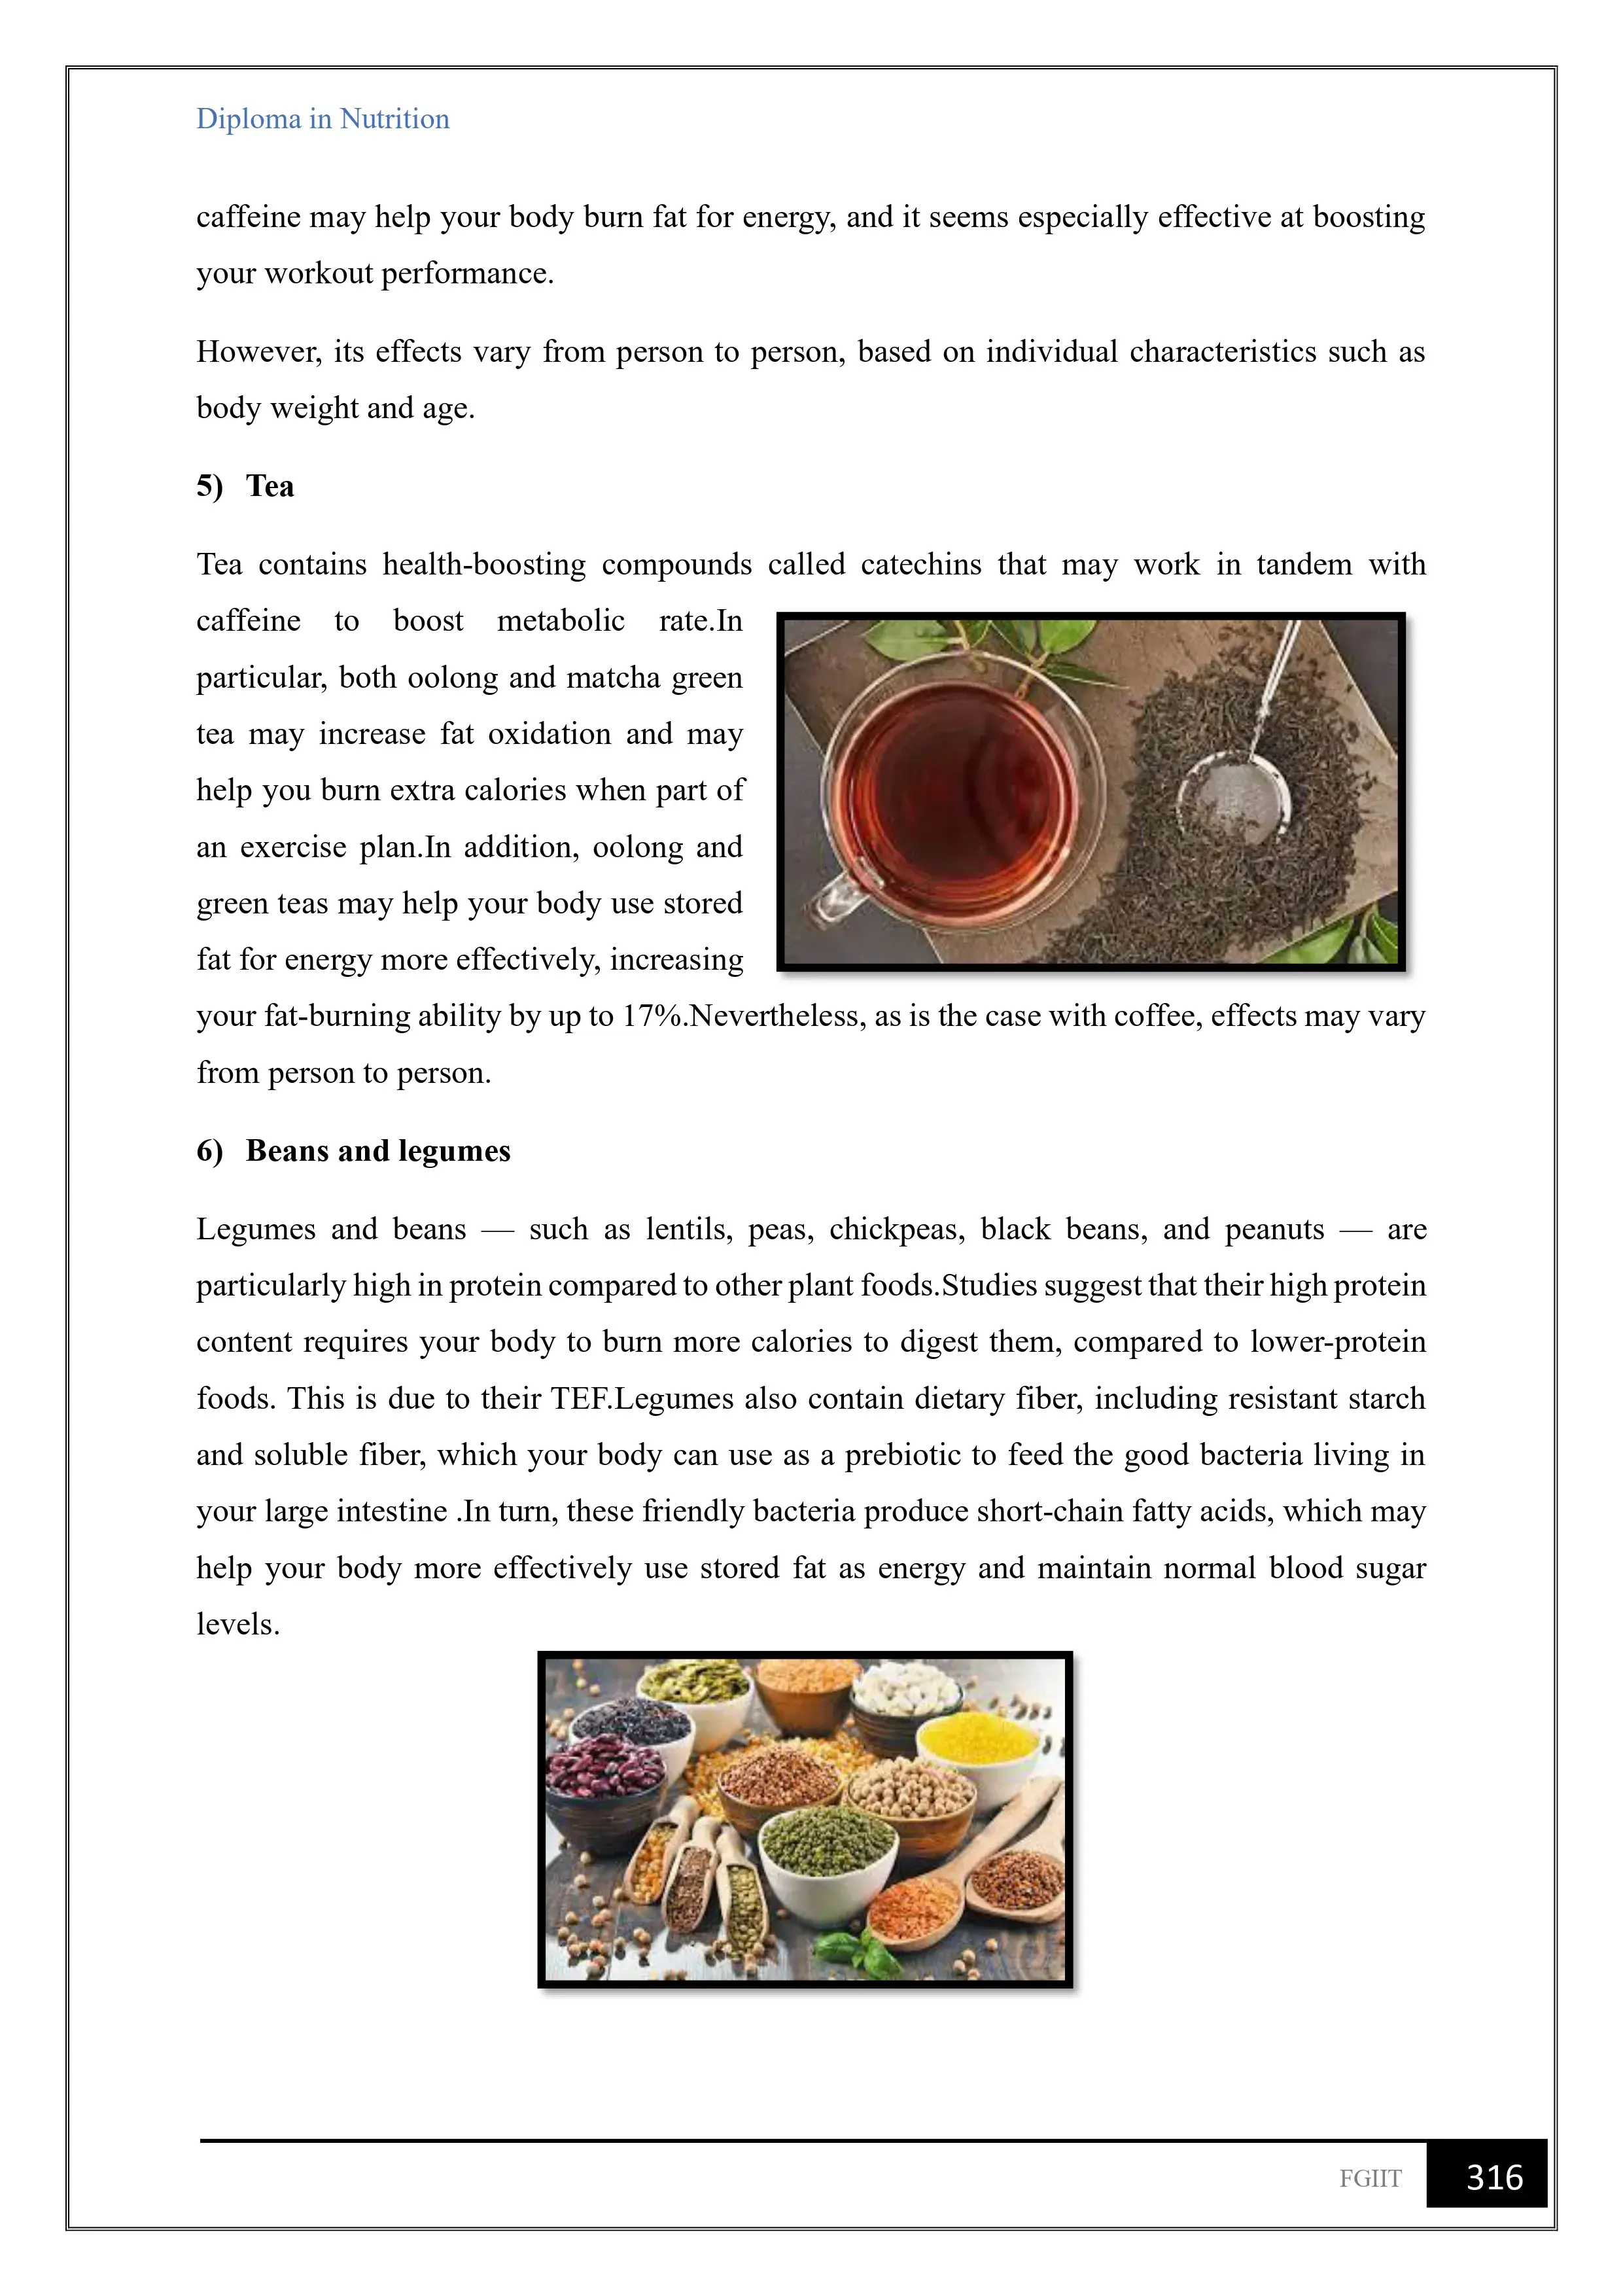 Diploma in Nutrition
caffeine may help your body burn fat for energy, and it seems especially effective at boosting
your workout performance.
However, its effects vary from person to person, based on individual characteristics such as
body weight and age.
5) Tea
Tea contains health-boosting compounds called catechins that may work in tandem with
caffeine to boost metabolic rate.In
particular, both oolong and matcha green
tea may increase fat oxidation and may
help you burn extra calories when part of
an exercise plan.In addition, oolong and
green teas may help your body use stored
fat for energy more effectively, increasing
your fat-burning ability by up to 17%.Nevertheless, as is the case with coffee, effects may vary
from person to person.
6) Beans and legumes
Legumes and beans — such as lentils, peas, chickpeas, black beans, and peanuts — are
particularly high in protein compared to other plant foods.Studies suggest that their high protein
content requires your body to burn more calories to digest them, compared to lower-protein
foods. This is due to their TEF.Legumes also contain dietary fiber, including resistant starch
and soluble fiber, which your body can use as a prebiotic to feed the good bacteria living in
your large intestine .In turn, these friendly bacteria produce short-chain fatty acids, which may
help your body more effectively use stored fat as energy and maintain normal blood sugar
levels.
FGIIT 316